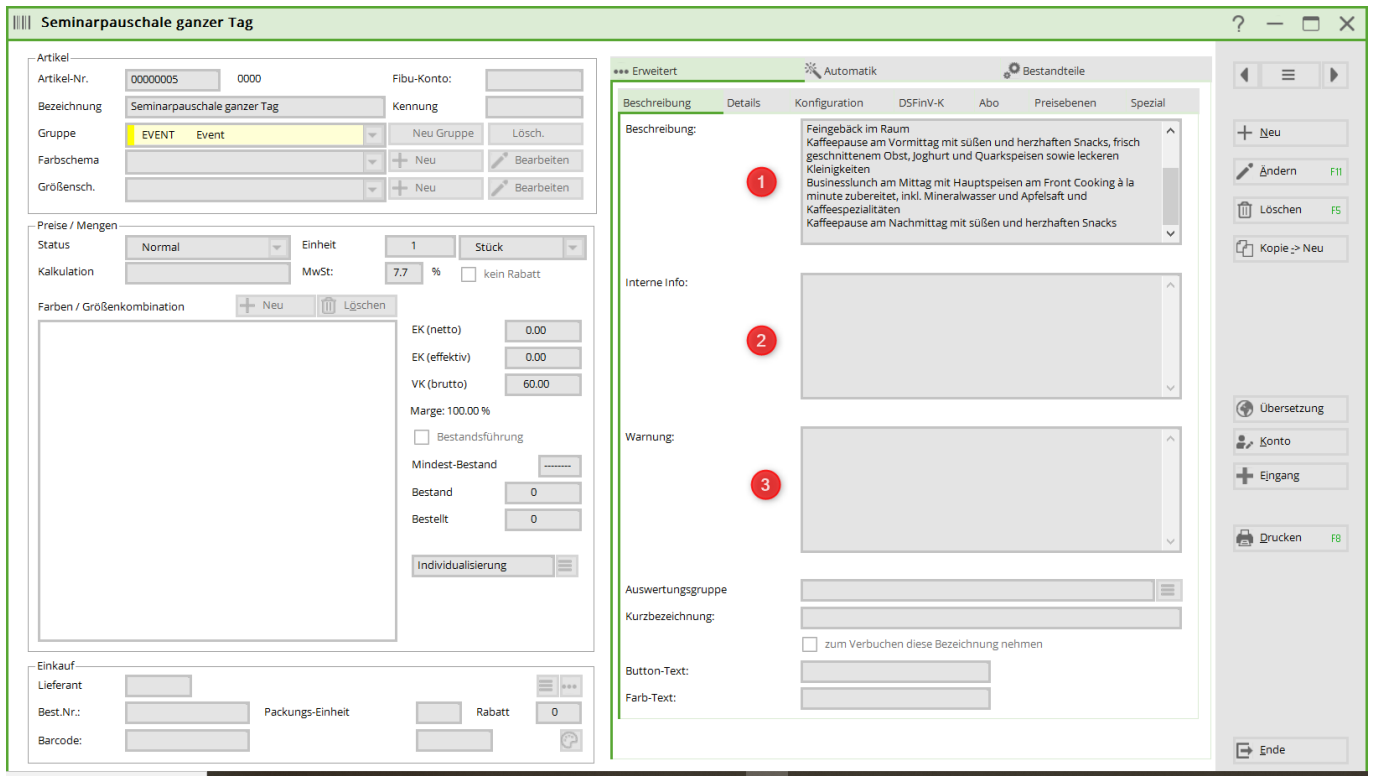 Seminarpauschale ganzer Tag
?
Artikel
Artikel-Nr.
00000005
0000
Fibu-Konto:
Bezeichnung
Seminarpauschale ganzer Tag
Kennung
Gruppe
EVENT Event
Neu Gruppe
Lösch.
Farbschema
Neu
Bearbeiten
Größensch.
Neu
Bearbeiten
Preise / Mengen
Status
Normal
Einheit
1
Stück
Kalkulation
MwSt:
7.7
%
kein Rabatt
Farben / Größenkombination
Neu
Löschen
EK (netto)
0.00
EK (effektiv)
0.00
VK (brutto)
60.00
Marge: 100.00 %
Bestandsführung
Mindest-Bestand
--------
Bestand
0
Bestellt
0
Individualisierung
Einkauf
Lieferant
Best.Nr.:
Packungs-Einheit
Rabatt
0
Barcode:
Erweitert
Automatik
Bestandteile
Beschreibung
Details
Konfiguration
DSFinV-K
Abo
Preisebenen
Spezial
Beschreibung:
1
Feingebäck im Raum
Kaffeepause am Vormittag mit süßen und herzhaften Snacks, frisch
geschnittenem Obst, Joghurt und Quarkspeisen sowie leckeren
Kleinigkeiten
Businesslunch am Mittag mit Hauptspeisen am Front Cooking à la
minute zubereitet, inkl. Mineralwasser und Apfelsaft und
Kaffeespezialitäten
Kaffeepause am Nachmittag mit süßen und herzhaften Snacks
Interne Info:
2
Warnung:
3
Auswertungsgruppe
Kurzbezeichnung:
zum Verbuchen diese Bezeichnung nehmen
Button-Text:
Farb-Text:
Neu
Ändern F11
Löschen F5
Kopie -> Neu
Übersetzung
Konto
Eingang
Drucken F8
Ende